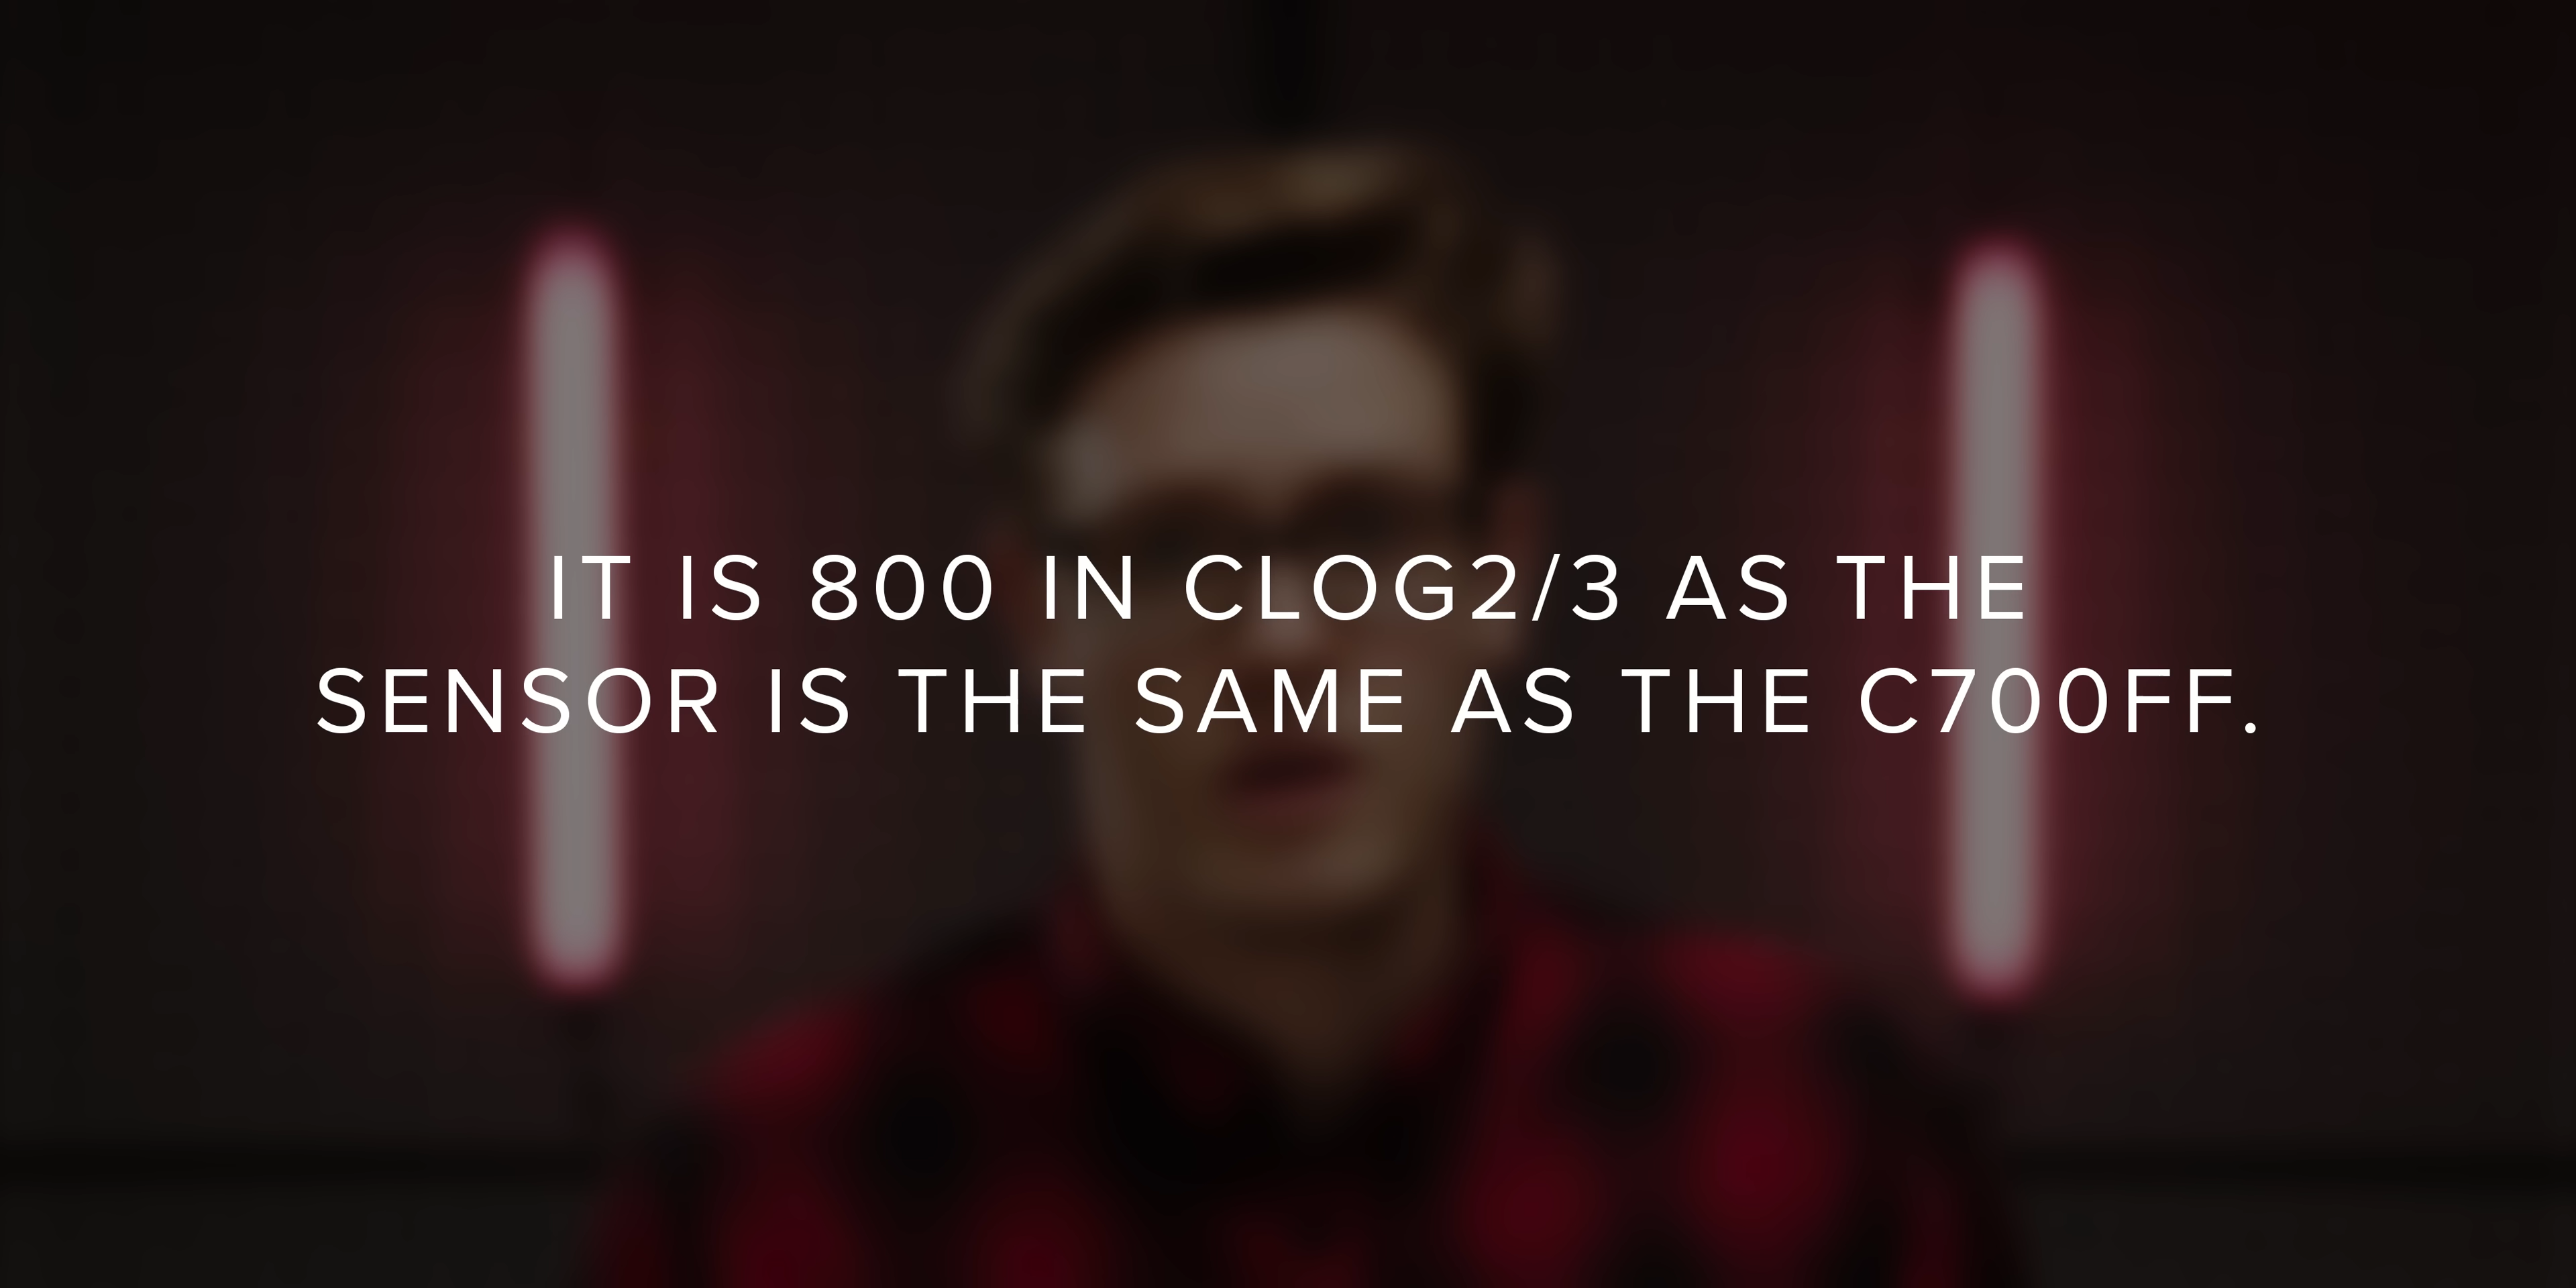 IT IS 800 IN CLOG2/3 AS THE
SENSOR IS THE SAME AS THE C700FF.